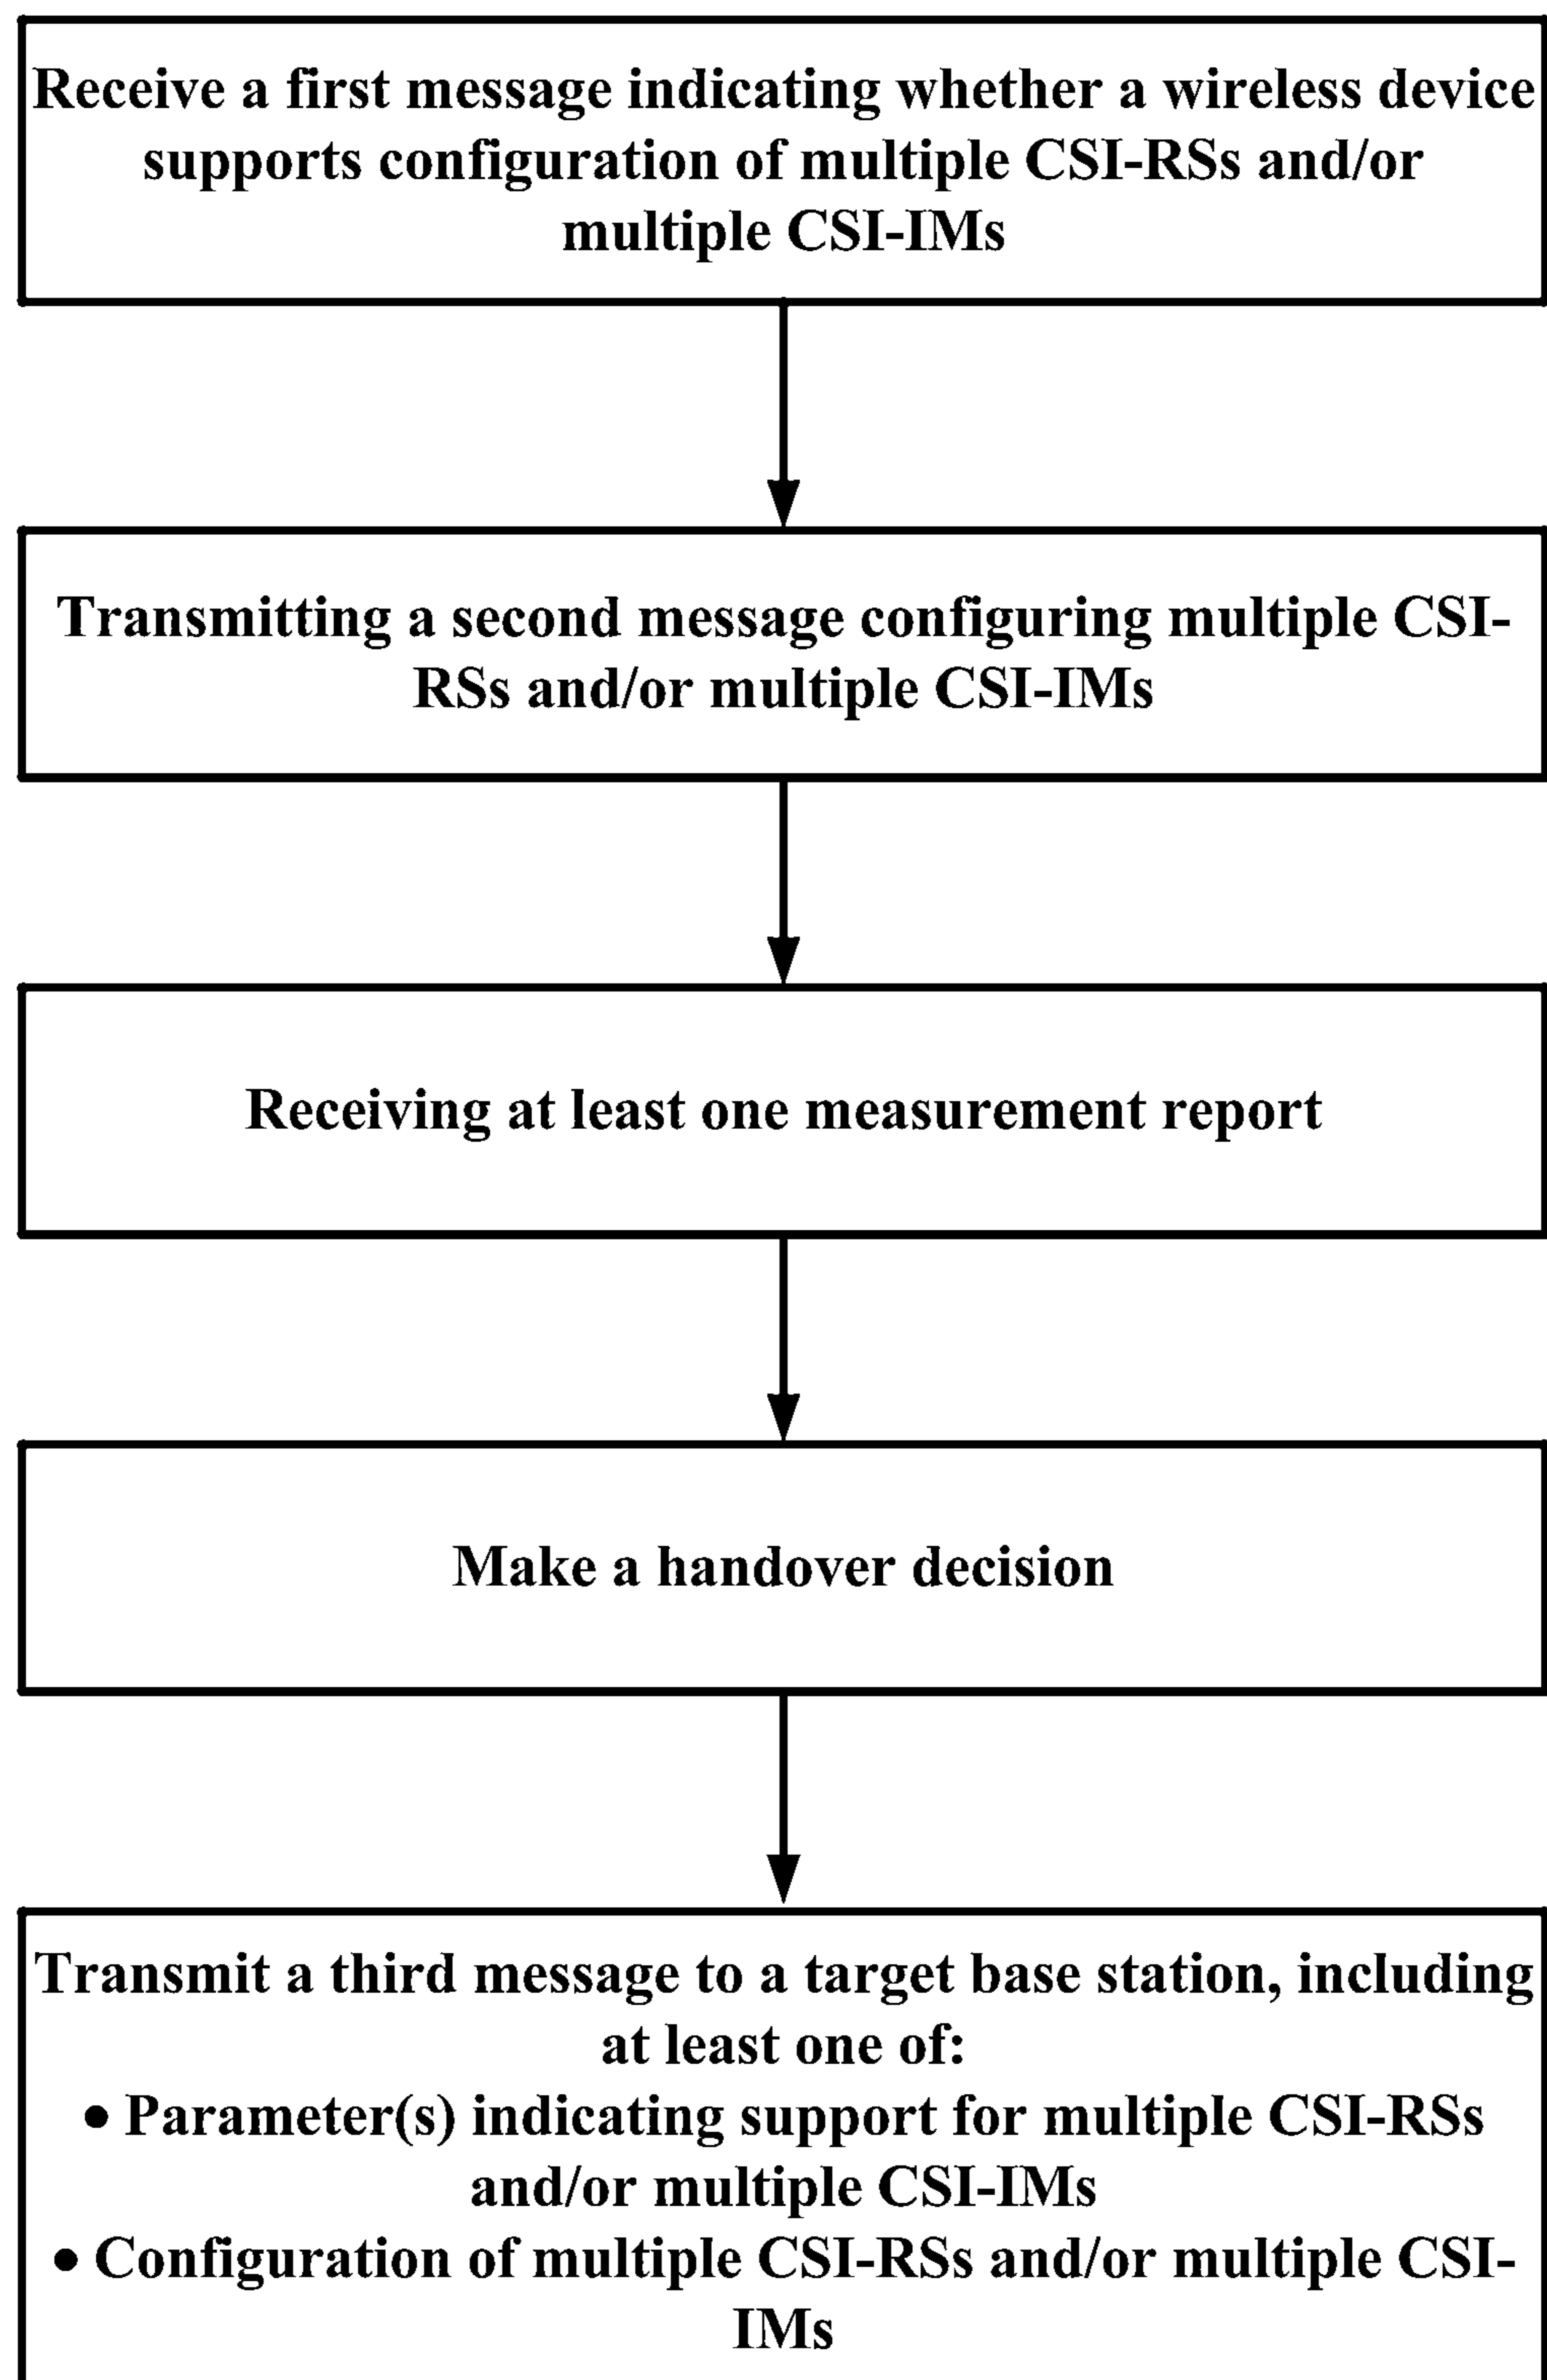 Receive a first message indicating whether a wireless device
supports configuration of multiple CSI-RSs and/or
multiple CSI-IMs
Transmitting a second message configuring multiple CSI-
RSs and/or multiple CSI-IMs
Receiving at least one measurement report
Make a handover decision
Transmit a third message to a target base station, including
at least one of:
• Parameter(s) indicating support for multiple CSI-RSs
and/or multiple CSI-IMs
• Configuration of multiple CSI-RSs and/or multiple CSI-
IMs